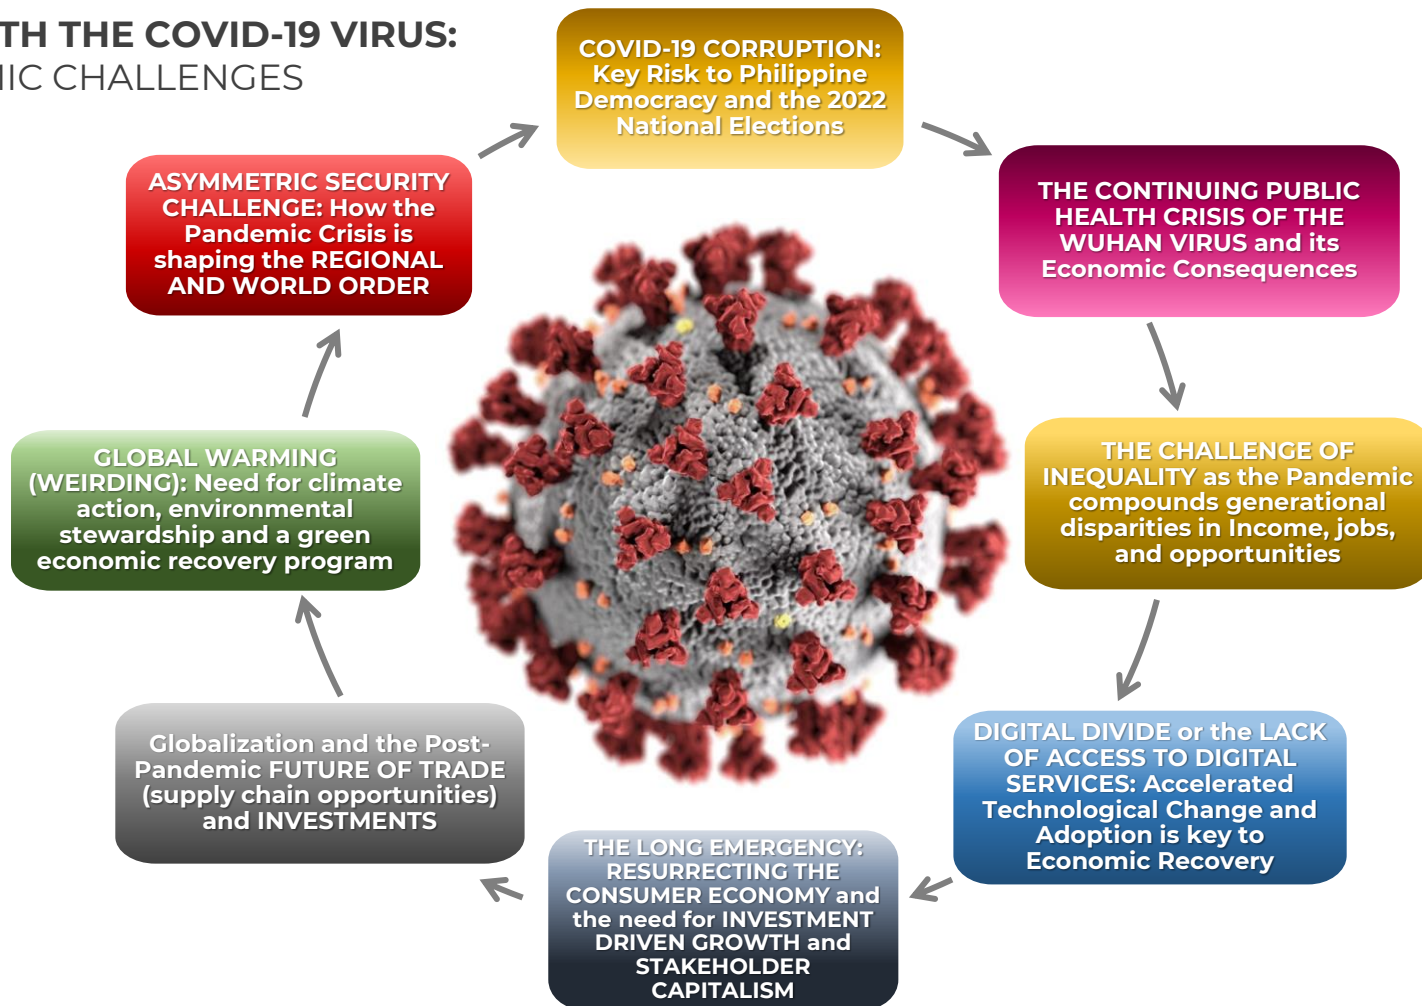 TH THE COVID-19 VIRUS:
MIC CHALLENGES
COVID-19 CORRUPTION:
Key Risk to Philippine
Democracy and the 2022
National Elections
THE CONTINUING PUBLIC
HEALTH CRISIS OF THE
WUHAN VIRUS and its
Economic Consequences
THE CHALLENGE OF
INEQUALITY as the Pandemic
compounds generational
disparities in Income, jobs,
and opportunities
DIGITAL DIVIDE or the LACK
OF ACCESS TO DIGITAL
SERVICES: Accelerated
Technological Change and
Adoption is key to
Economic Recovery
THE LONG EMERGENCY:
RESURRECTING THE
CONSUMER ECONOMY and
the need for INVESTMENT
DRIVEN GROWTH and
STAKEHOLDER
CAPITALISM
Globalization and the Post-
Pandemic FUTURE OF TRADE
(supply chain opportunities)
and INVESTMENTS
GLOBAL WARMING
(WEIRDING): Need for climate
action, environmental
stewardship and a green
economic recovery program
ASYMMETRIC SECURITY
CHALLENGE: How the
Pandemic Crisis is
shaping the REGIONAL
AND WORLD ORDER